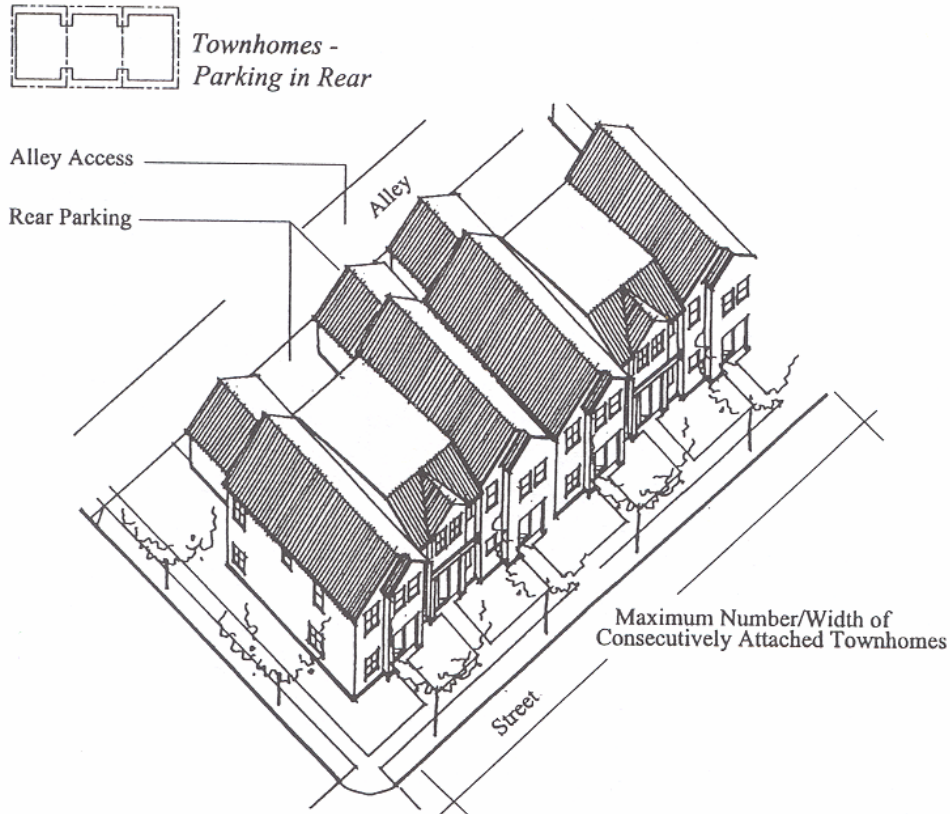 Townhomes -
Parking in Rear
Alley Access
Rear Parking
Alley
Maximum Number/Width of
Consecutively Attached Townhomes
Street